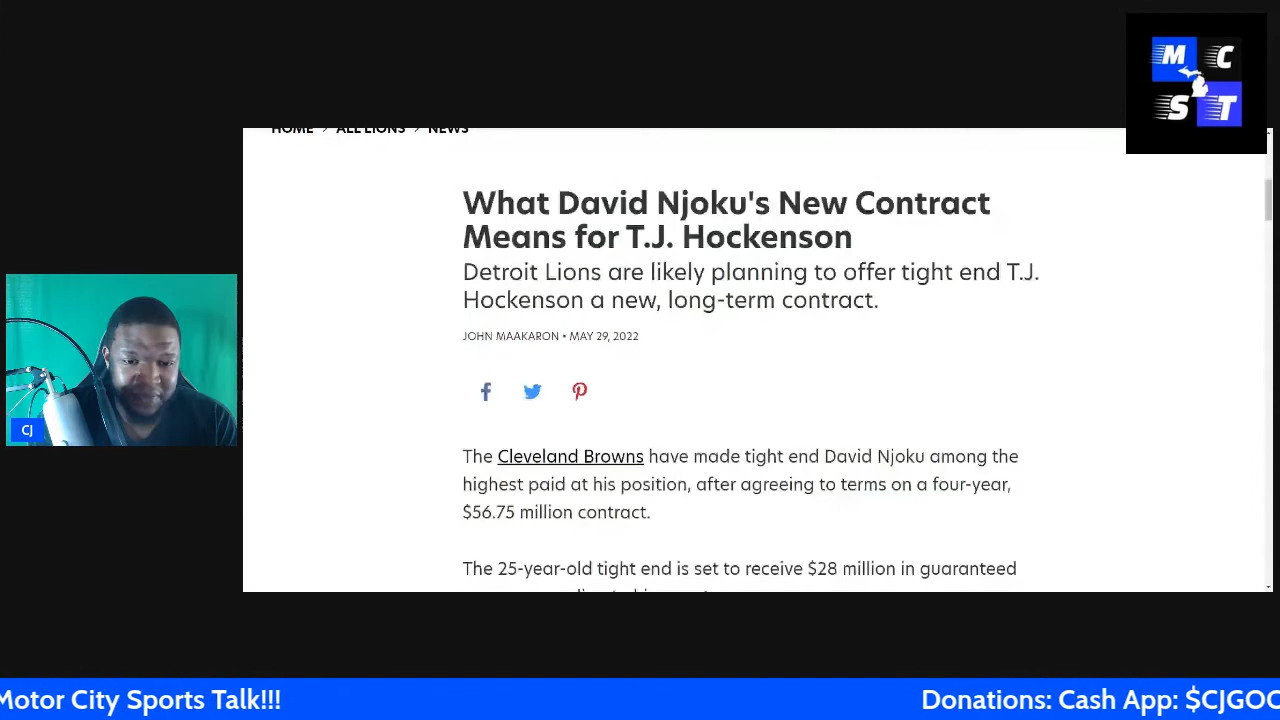 M C
S T
HOME > ALL LIONS > NEWS
What David Njoku's New Contract
Means for T.J. Hockenson
Detroit Lions are likely planning to offer tight end T.J.
Hockenson a new, long-term contract.
JOHN MAAKARON • MAY 29, 2022
CJ
The Cleveland Browns have made tight end David Njoku among the
highest paid at his position, after agreeing to terms on a four-year,
$56.75 million contract.
The 25-year-old tight end is set to receive $28 million in guaranteed
Motor City Sports Talk!!!
Donations: Cash App: $CJGOC